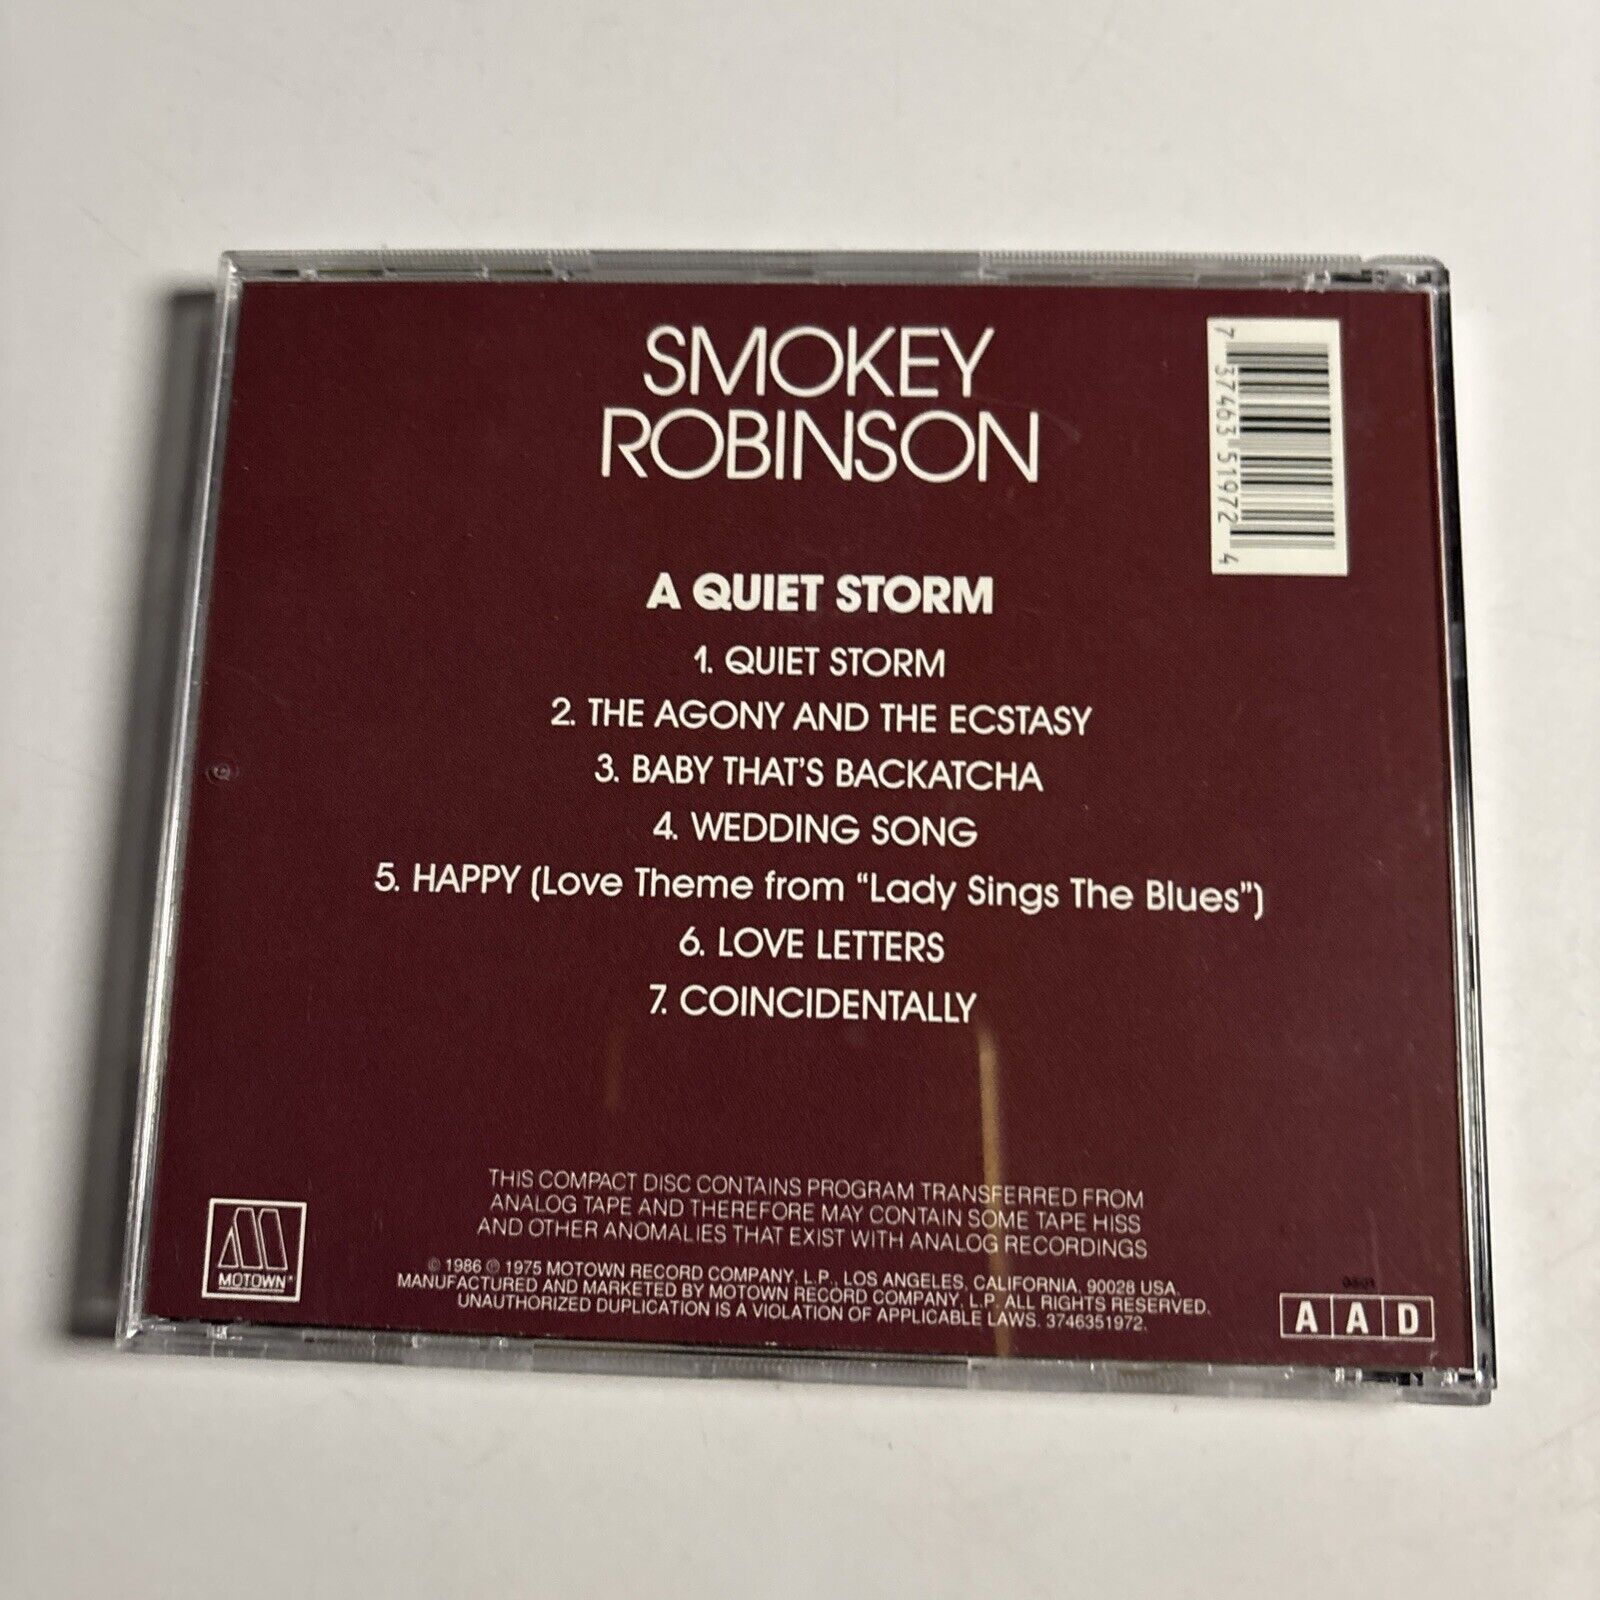 SMOKEY
ROBINSON
7 37463 51972 4
A QUIET STORM
1. QUIET STORM
2. THE AGONY AND THE ECSTASY
3. BABY THAT'S BACKATCHA
4. WEDDING SONG
5. HAPPY (Love Theme from “Lady Sings The Blues”)
6. LOVE LETTERS
7. COINCIDENTALLY
THIS COMPACT DISC CONTAINS PROGRAM TRANSFERRED FROM
ANALOG TAPE AND THEREFORE MAY CONTAIN SOME TAPE HISS
AND OTHER ANOMALIES THAT EXIST WITH ANALOG RECORDINGS
© 1986 ℗ 1975 MOTOWN RECORD COMPANY, L.P., LOS ANGELES, CALIFORNIA, 90028 USA.
MANUFACTURED AND MARKETED BY MOTOWN RECORD COMPANY, L.P. ALL RIGHTS RESERVED.
UNAUTHORIZED DUPLICATION IS A VIOLATION OF APPLICABLE LAWS. 3746351972.
MOTOWN
A A D